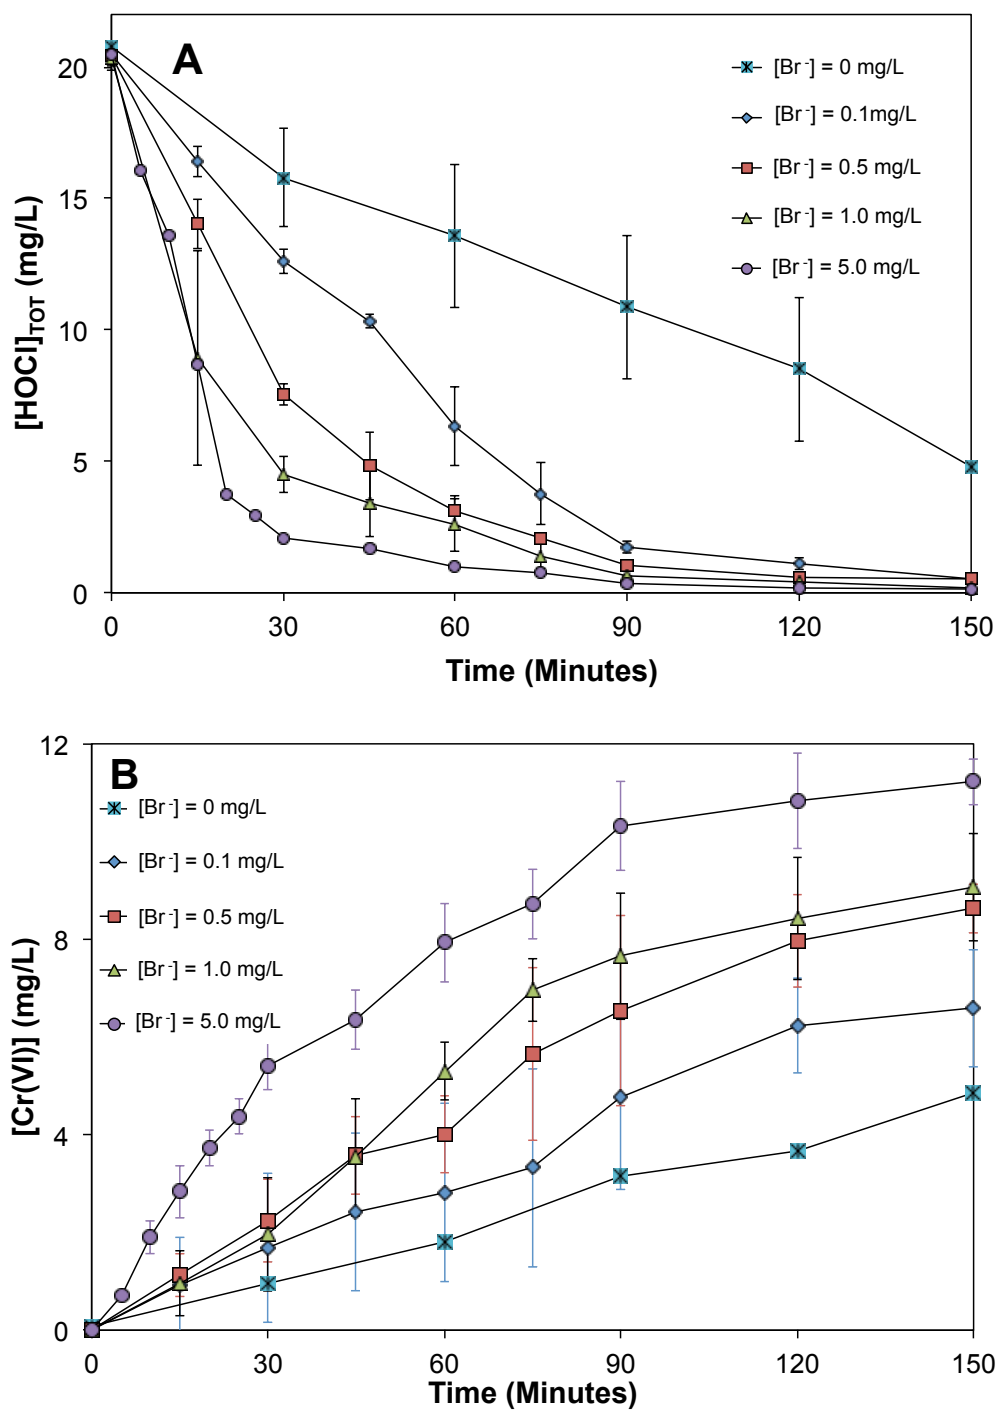 A
20
15
10
5
0
[HOCl]TOT (mg/L)
[Br-] = 0 mg/L
[Br-] = 0.1mg/L
[Br-] = 0.5 mg/L
[Br-] = 1.0 mg/L
[Br-] = 5.0 mg/L
0 30 60 90 120 150
Time (Minutes)
B
12
8
4
0
[Cr(VI)] (mg/L)
[Br-] = 0 mg/L
[Br-] = 0.1 mg/L
[Br-] = 0.5 mg/L
[Br-] = 1.0 mg/L
[Br-] = 5.0 mg/L
0 30 60 90 120 150
Time (Minutes)